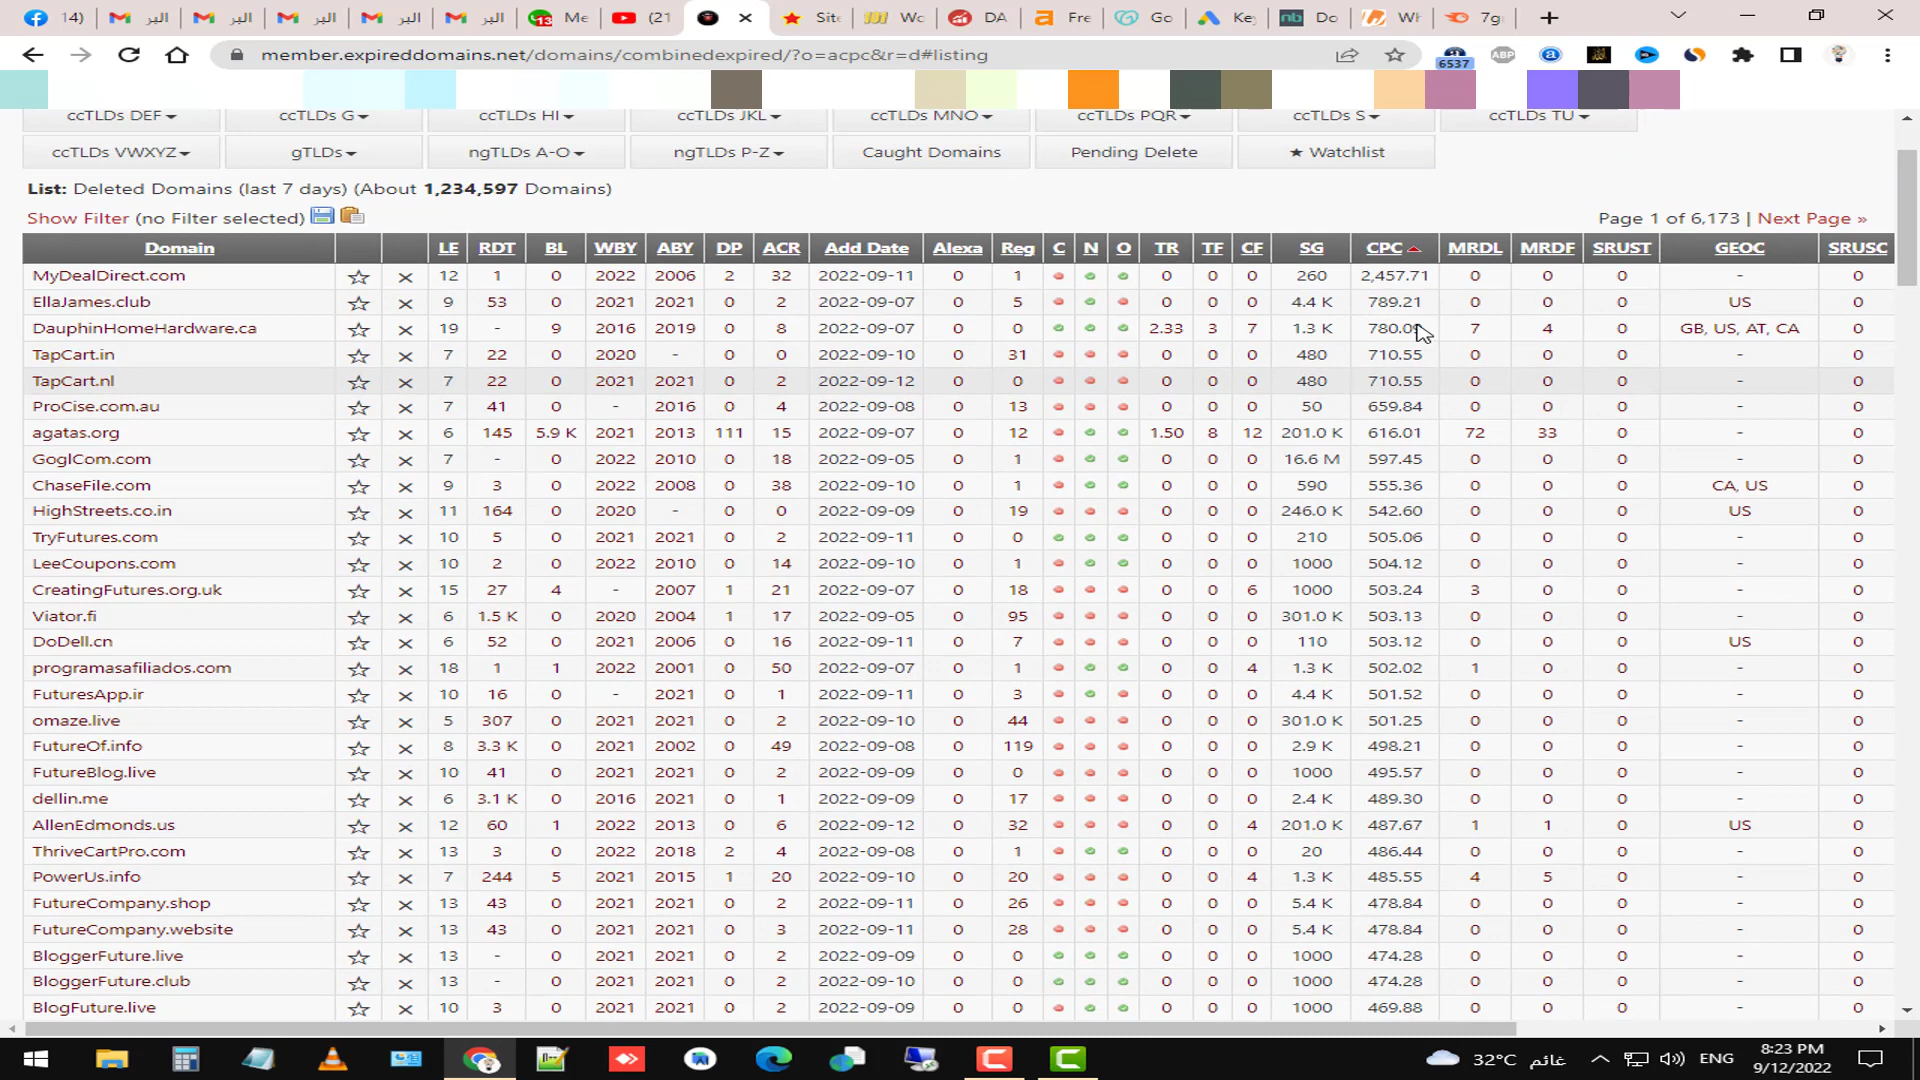 14) البر البر البر البر البر 13 Me (21 Site Wo DA Fre Go Key Do Wh 7g
member.expireddomains.net/domains/combinedexpired/?o=acpc&r=d#listing 6537 ABP
ccTLDs DEF ccTLDs G ccTLDs HI ccTLDs JKL ccTLDs MNO ccTLDs PQR ccTLDs S ccTLDs TU
ccTLDs VWXYZ gTLDs ngTLDs A-O ngTLDs P-Z Caught Domains Pending Delete ★ Watchlist
List: Deleted Domains (last 7 days) (About 1,234,597 Domains)
Show Filter (no Filter selected) Page 1 of 6,173 | Next Page »
Domain LE RDT BL WBY ABY DP ACR Add Date Alexa Reg C N O TR TF CF SG CPC MRDL MRDF SRUST GEOC SRUSC
MyDealDirect.com 12 1 0 2022 2006 2 32 2022-09-11 0 1 0 0 0 260 2,457.71 0 0 0 - 0
EllaJames.club 9 53 0 2021 2021 0 2 2022-09-07 0 5 0 0 0 4.4 K 789.21 0 0 0 US 0
DauphinHomeHardware.ca 19 - 9 2016 2019 0 8 2022-09-07 0 0 2.33 3 7 1.3 K 780.09 7 4 0 GB, US, AT, CA 0
TapCart.in 7 22 0 2020 - 0 0 2022-09-10 0 31 0 0 0 480 710.55 0 0 0 - 0
TapCart.nl 7 22 0 2021 2021 0 2 2022-09-12 0 0 0 0 0 480 710.55 0 0 0 - 0
ProCise.com.au 7 41 0 - 2016 0 4 2022-09-08 0 13 0 0 0 50 659.84 0 0 0 - 0
agatas.org 6 145 5.9 K 2021 2013 111 15 2022-09-07 0 12 1.50 8 12 201.0 K 616.01 72 33 0 - 0
GoglCom.com 7 - 0 2022 2010 0 18 2022-09-05 0 1 0 0 0 16.6 M 597.45 0 0 0 - 0
ChaseFile.com 9 3 0 2022 2008 0 38 2022-09-10 0 1 0 0 0 590 555.36 0 0 0 CA, US 0
HighStreets.co.in 11 164 0 2020 - 0 0 2022-09-09 0 19 0 0 0 246.0 K 542.60 0 0 0 US 0
TryFutures.com 10 5 0 2021 2021 0 2 2022-09-11 0 0 0 0 0 210 505.06 0 0 0 - 0
LeeCoupons.com 10 2 0 2022 2010 0 14 2022-09-10 0 1 0 0 0 1000 504.12 0 0 0 - 0
CreatingFutures.org.uk 15 27 4 - 2007 1 21 2022-09-07 0 18 0 0 6 1000 503.24 3 0 0 - 0
Viator.fi 6 1.5 K 0 2020 2004 1 17 2022-09-05 0 95 0 0 0 301.0 K 503.13 0 0 0 - 0
DoDell.cn 6 52 0 2021 2006 0 16 2022-09-11 0 7 0 0 0 110 503.12 0 0 0 US 0
programasafiliados.com 18 1 1 2022 2001 0 50 2022-09-07 0 1 0 0 4 1.3 K 502.02 1 0 0 - 0
FuturesApp.ir 10 16 0 - 2021 0 1 2022-09-11 0 3 0 0 0 4.4 K 501.52 0 0 0 - 0
omaze.live 5 307 0 2021 2021 0 2 2022-09-10 0 44 0 0 0 301.0 K 501.25 0 0 0 - 0
FutureOf.info 8 3.3 K 0 2021 2002 0 49 2022-09-08 0 119 0 0 0 2.9 K 498.21 0 0 0 - 0
FutureBlog.live 10 41 0 2021 2021 0 2 2022-09-09 0 0 0 0 0 1000 495.57 0 0 0 - 0
dellin.me 6 3.1 K 0 2016 2021 0 1 2022-09-09 0 17 0 0 0 2.4 K 489.30 0 0 0 - 0
AllenEdmonds.us 12 60 1 2022 2013 0 6 2022-09-12 0 32 0 0 4 201.0 K 487.67 1 1 0 US 0
ThriveCartPro.com 13 3 0 2022 2018 2 4 2022-09-08 0 1 0 0 0 20 486.44 0 0 0 - 0
PowerUs.info 7 244 5 2021 2015 1 20 2022-09-10 0 20 0 0 4 1.3 K 485.55 4 5 0 - 0
FutureCompany.shop 13 43 0 2021 2021 0 2 2022-09-11 0 26 0 0 0 5.4 K 478.84 0 0 0 - 0
FutureCompany.website 13 43 0 2021 2021 0 3 2022-09-11 0 28 0 0 0 5.4 K 478.84 0 0 0 - 0
BloggerFuture.live 13 - 0 2021 2021 0 2 2022-09-09 0 0 0 0 0 1000 474.28 0 0 0 - 0
BloggerFuture.club 13 - 0 2021 2021 0 2 2022-09-10 0 0 0 0 0 1000 474.28 0 0 0 - 0
BlogFuture.live 10 3 0 2021 2021 0 2 2022-09-09 0 0 0 0 0 1000 469.88 0 0 0 - 0
32°C غائم ENG 8:23 PM
9/12/2022